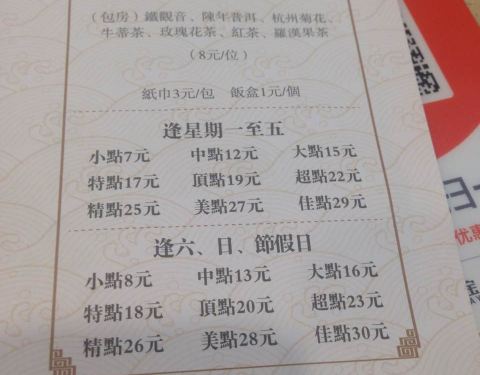 （包房）鐵觀音、陳年普洱、杭州菊花、
牛蒡茶、玫瑰花茶、紅茶、羅漢果茶
（8元/位）
紙巾3元/包 飯盒1元/個
逢星期一至五
小點7元 中點12元 大點15元
特點17元 頂點19元 超點22元
精點25元 美點27元 佳點29元
逢六、日、節假日
小點8元 中點13元 大點16元
特點18元 頂點20元 超點23元
精點26元 美點28元 佳點30元
优惠